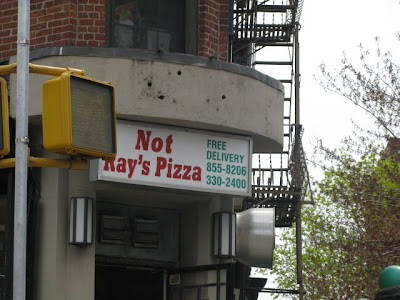 Not
Ray's Pizza
FREE
DELIVERY
855-8206
330-2400